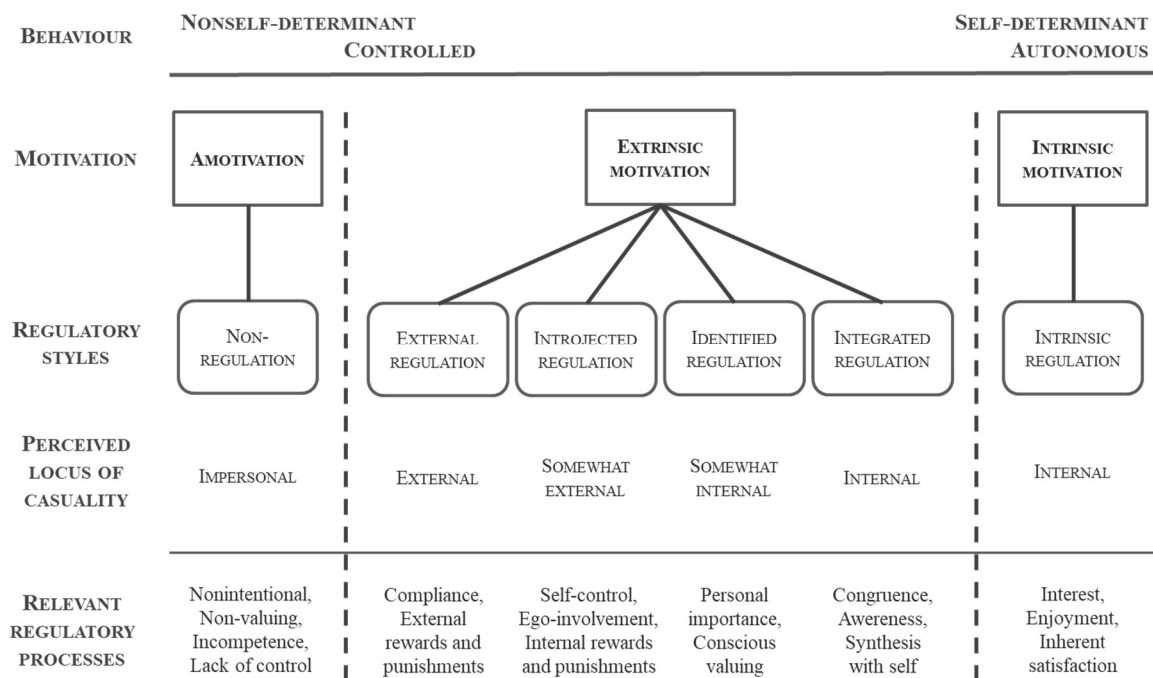 BEHAVIOUR
NONSELF-DETERMINANT
CONTROLLED
SELF-DETERMINANT
AUTONOMOUS
MOTIVATION
AMOTIVATION
EXTRINSIC
MOTIVATION
INTRINSIC
MOTIVATION
REGULATORY
STYLES
NON-
REGULATION
EXTERNAL
REGULATION
INTROJECTED
REGULATION
IDENTIFIED
REGULATION
INTEGRATED
REGULATION
INTRINSIC
REGULATION
PERCEIVED
LOCUS OF
CASUALITY
IMPERSONAL
EXTERNAL
SOMEWHAT
EXTERNAL
SOMEWHAT
INTERNAL
INTERNAL
INTERNAL
RELEVANT
REGULATORY
PROCESSES
Nonintentional,
Non-valuing,
Incompetence,
Lack of control
Compliance,
External
rewards and
punishments
Self-control,
Ego-involvement,
Internal rewards
and punishments
Personal
importance,
Conscious
valuing
Congruence,
Awereness,
Synthesis
with self
Interest,
Enjoyment,
Inherent
satisfaction